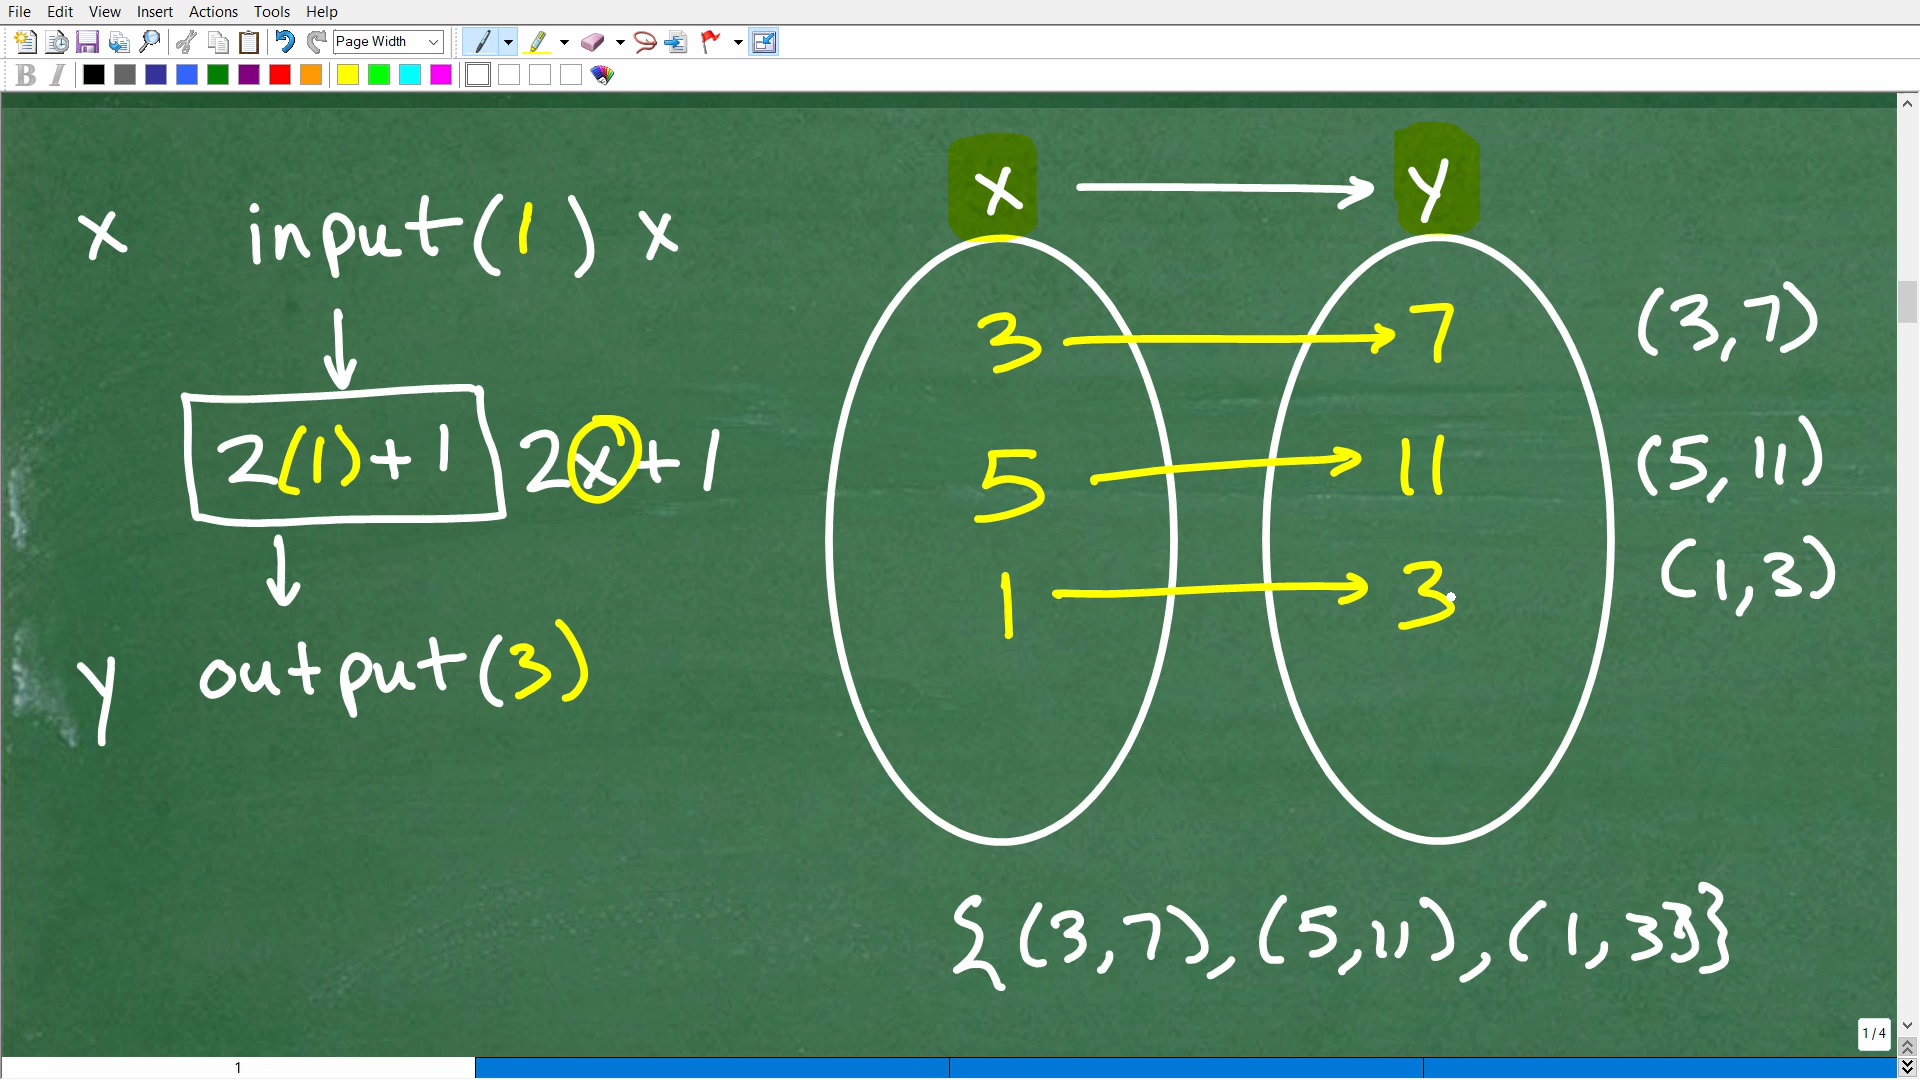 File Edit View Insert Actions Tools Help
Page Width
B I
x input(1) x
2(1)+1 2x+1
y output(3)
x → y
3 → 7 (3,7)
5 → 11 (5,11)
1 → 3 (1,3)
{(3,7),(5,11),(1,3)}
1/4
1